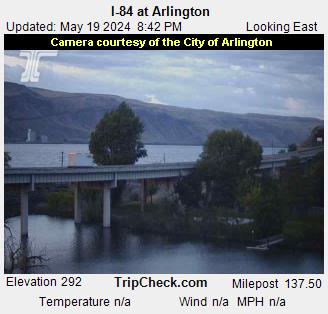 I-84 at Arlington
Updated: May 19 2024 8:42 PM Looking East
Camera courtesy of the City of Arlington
Elevation 292 TripCheck.com Milepost 137.50
Temperature n/a Wind n/a MPH n/a